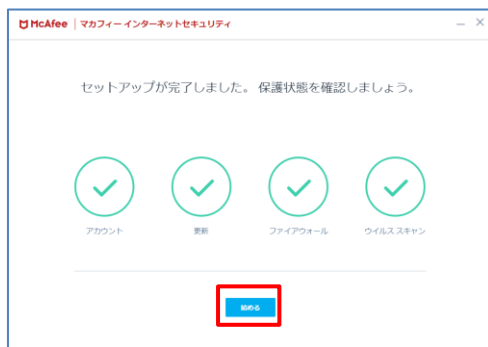 McAfee | マカフィー インターネットセキュリティ
セットアップが完了しました。 保護状態を確認しましょう。
アカウント 更新 ファイアウォール ウイルス スキャン
始める